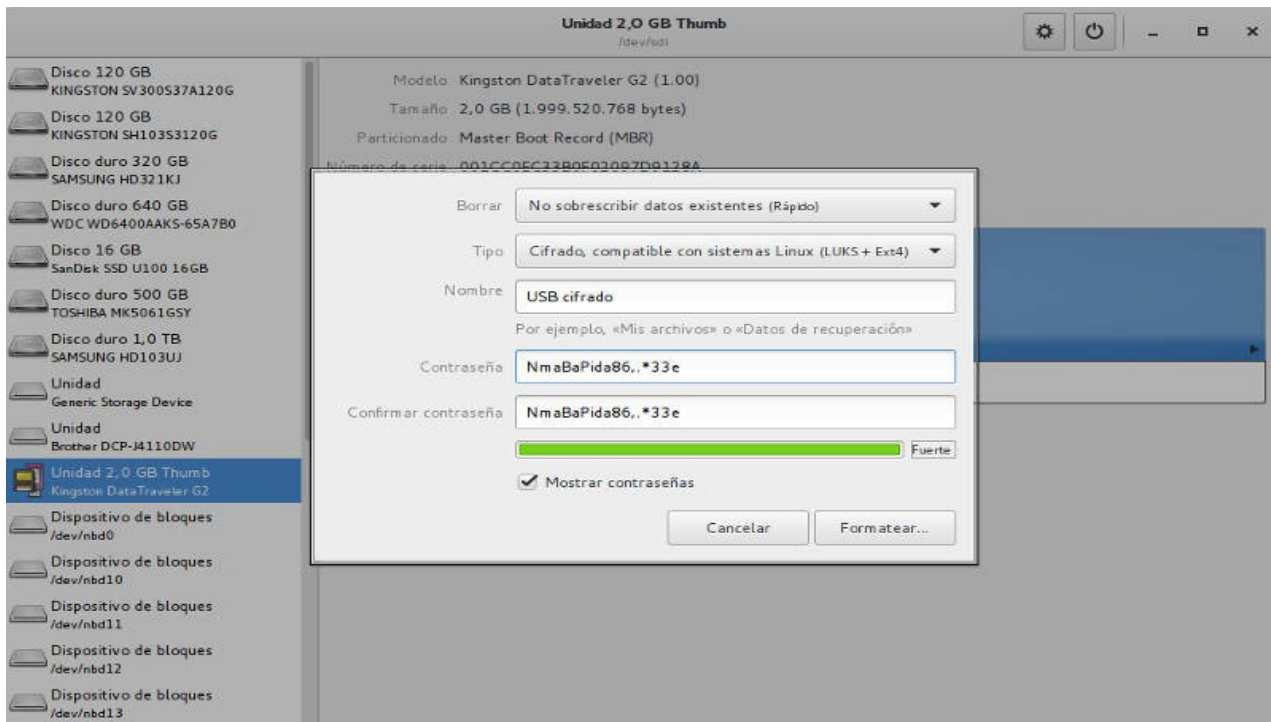 Unidad 2,0 GB Thumb
/dev/sdi
Disco 120 GB
KINGSTON SV300S37A120G
Disco 120 GB
KINGSTON SH103S3120G
Disco duro 320 GB
SAMSUNG HD321KJ
Disco duro 640 GB
WDC WD6400AAKS-65A7B0
Disco 16 GB
SanDisk SSD U100 16GB
Disco duro 500 GB
TOSHIBA MK5061GSY
Disco duro 1,0 TB
SAMSUNG HD103UJ
Unidad
Generic Storage Device
Unidad
Brother DCP-J4110DW
Unidad 2,0 GB Thumb
Kingston DataTraveler G2
Dispositivo de bloques
/dev/nbd0
Dispositivo de bloques
/dev/nbd10
Dispositivo de bloques
/dev/nbd11
Dispositivo de bloques
/dev/nbd12
Dispositivo de bloques
/dev/nbd13
Modelo Kingston DataTraveler G2 (1.00)
Tamaño 2,0 GB (1.999.520.768 bytes)
Particionado Master Boot Record (MBR)
Número de serie 001CC0EC33B0F02097D9128A
Borrar No sobrescribir datos existentes (Rápido)
Tipo Cifrado, compatible con sistemas Linux (LUKS + Ext4)
Nombre USB cifrado
Por ejemplo, «Mis archivos» o «Datos de recuperación»
Contraseña NmaBaPida86,.*33e
Confirmar contraseña NmaBaPida86,.*33e
Fuerte
Mostrar contraseñas
Cancelar Formatear...